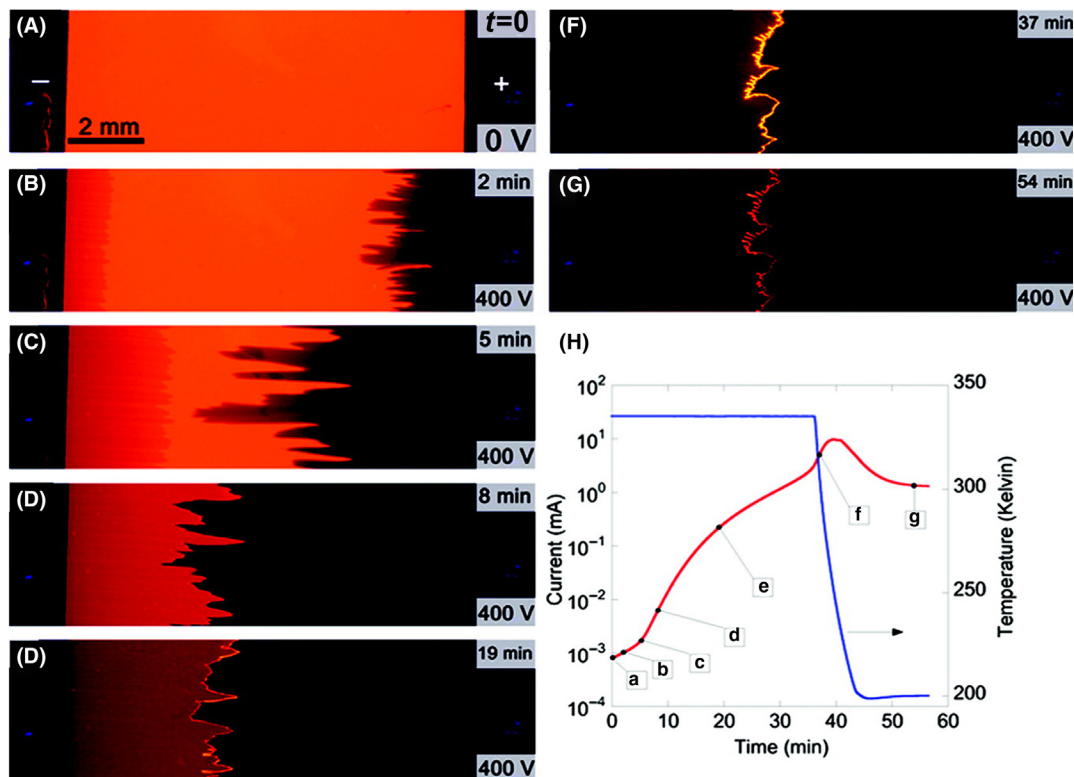 (A)
t=0
−
+
2 mm
0 V
(B)
2 min
400 V
(C)
5 min
400 V
(D)
8 min
400 V
(D)
19 min
400 V
(F)
37 min
400 V
(G)
54 min
400 V
(H)
10²
10¹
10⁰
10⁻¹
10⁻²
10⁻³
10⁻⁴
Current (mA)
350
300
250
200
Temperature (Kelvin)
a
b
c
d
e
f
g
0 10 20 30 40 50 60
Time (min)